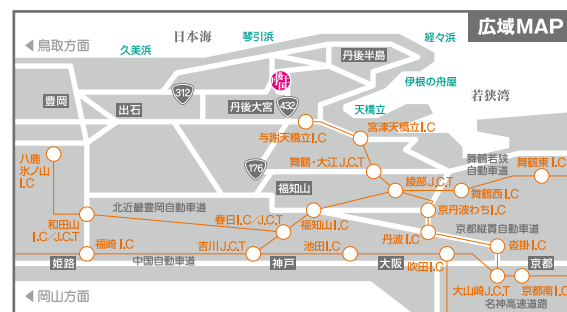 広域MAP
◀鳥取方面
日本海
久美浜
琴引浜
経々浜
丹後半島
伊根の舟屋
若狭湾
豊岡
312
出石
丹後大宮
432
天橋立
与謝天橋立I.C
宮津天橋立I.C
176
舞鶴・大江J.C.T
舞鶴若狭
自動車道
舞鶴東I.C
八鹿
氷ノ山
I.C
福知山
綾部J.C.T
舞鶴西I.C
北近畿豊岡自動車道
京丹波わちI.C
和田山
I.C/J.C.T
春日I.C/J.C.T
福知山I.C
京都縦貫自動車道
福崎I.C
吉川J.C.T
池田I.C
丹波I.C
沓掛I.C
姫路
中国自動車道
神戸
大阪
吹田I.C
京都
大山崎J.C.T
京都南I.C
◀岡山方面
名神高速道路